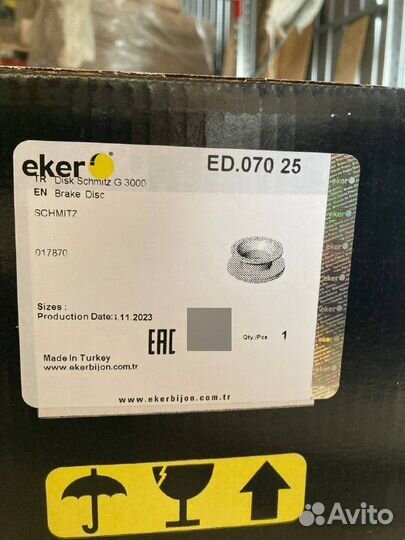 eker
ED.070 25
TR Disk Schmitz G 3000
EN Brake Disc
SCHMITZ
017870
Sizes :
Production Date: .11.2023
EAC
Qty./Pcs 1
Made In Turkey
www.ekerbijon.com.tr
www.ekerbijon.com.tr
Avito